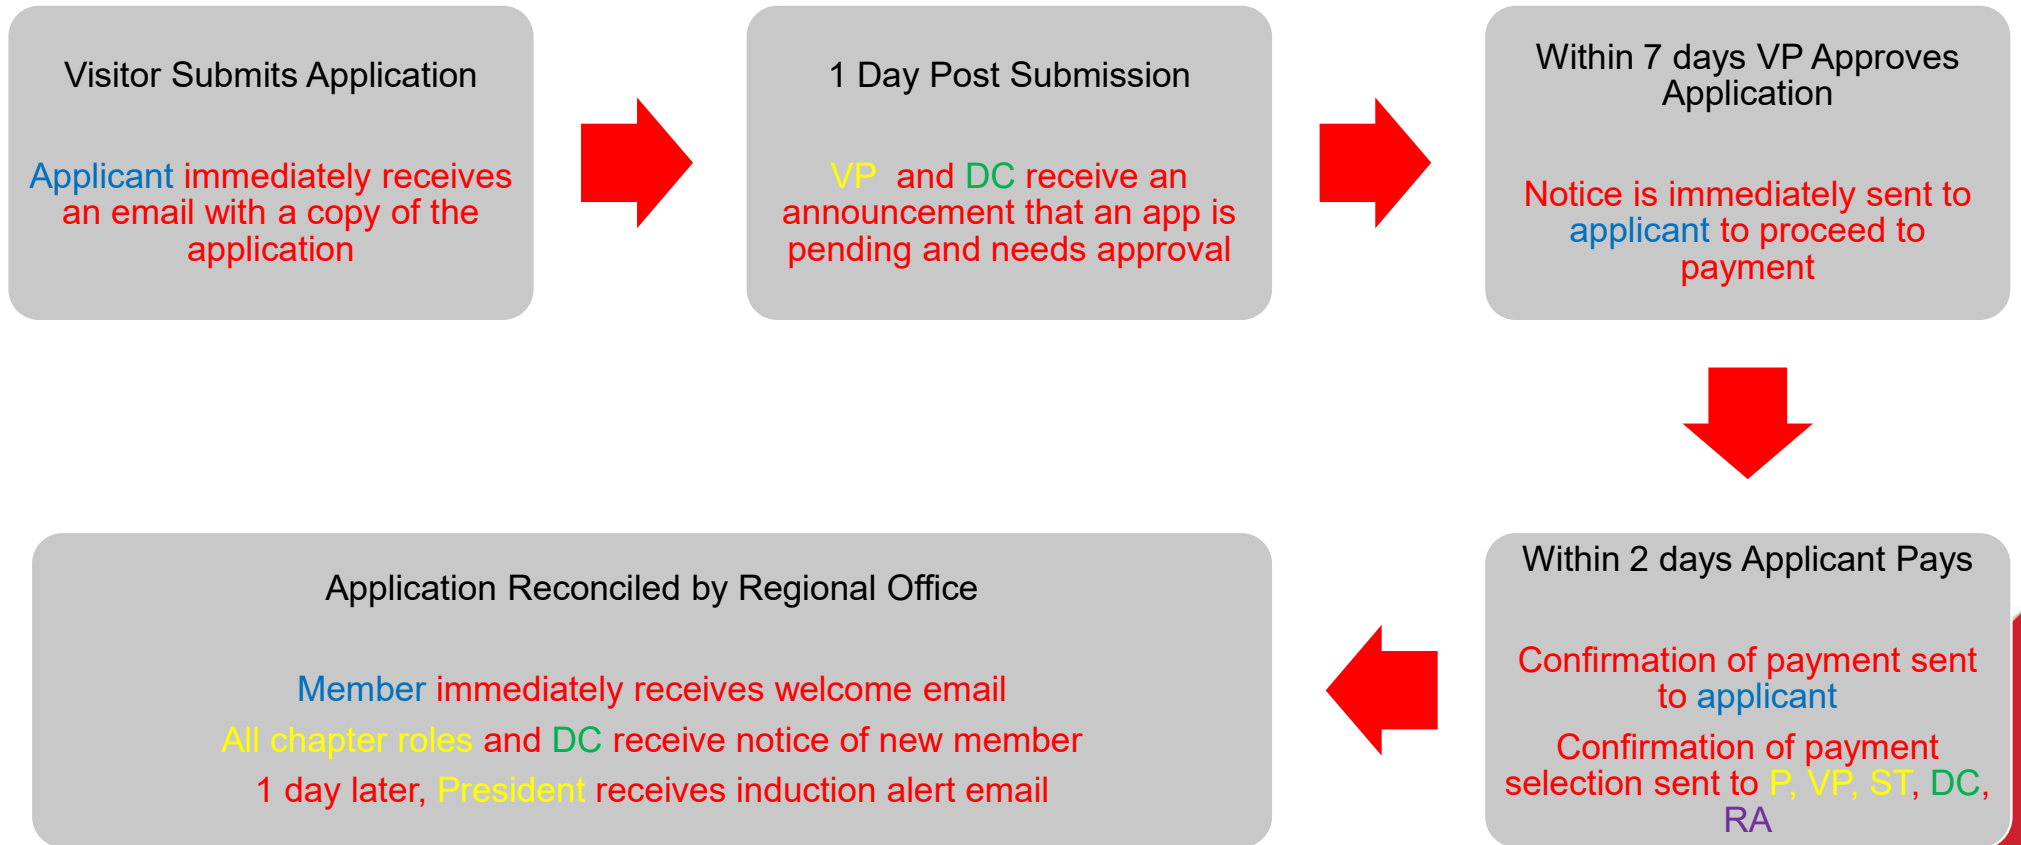 Visitor Submits Application
Applicant immediately receives
an email with a copy of the
application
1 Day Post Submission
VP and DC receive an
announcement that an app is
pending and needs approval
Within 7 days VP Approves
Application
Notice is immediately sent to
applicant to proceed to
payment
Within 2 days Applicant Pays
Confirmation of payment sent
to applicant
Confirmation of payment
selection sent to P, VP, ST, DC,
RA
Application Reconciled by Regional Office
Member immediately receives welcome email
All chapter roles and DC receive notice of new member
1 day later, President receives induction alert email